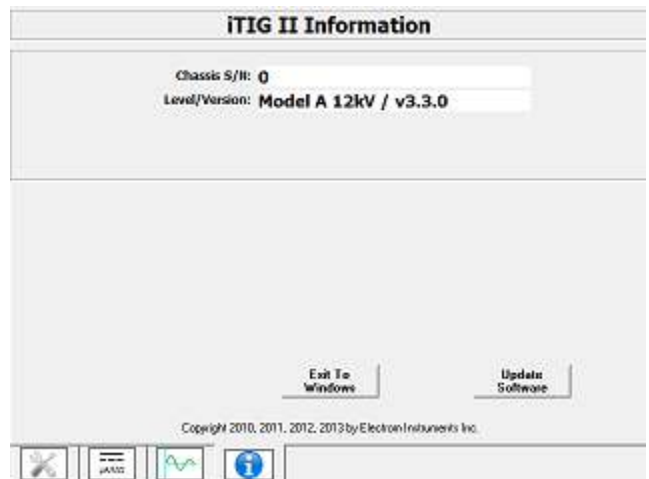 iTIG II Information
Chassis S/N: 0
Level/Version: Model A 12kV / v3.3.0
Exit To
Windows
Update
Software
Copyright 2010, 2011, 2012, 2013 by Electrom Instruments Inc.